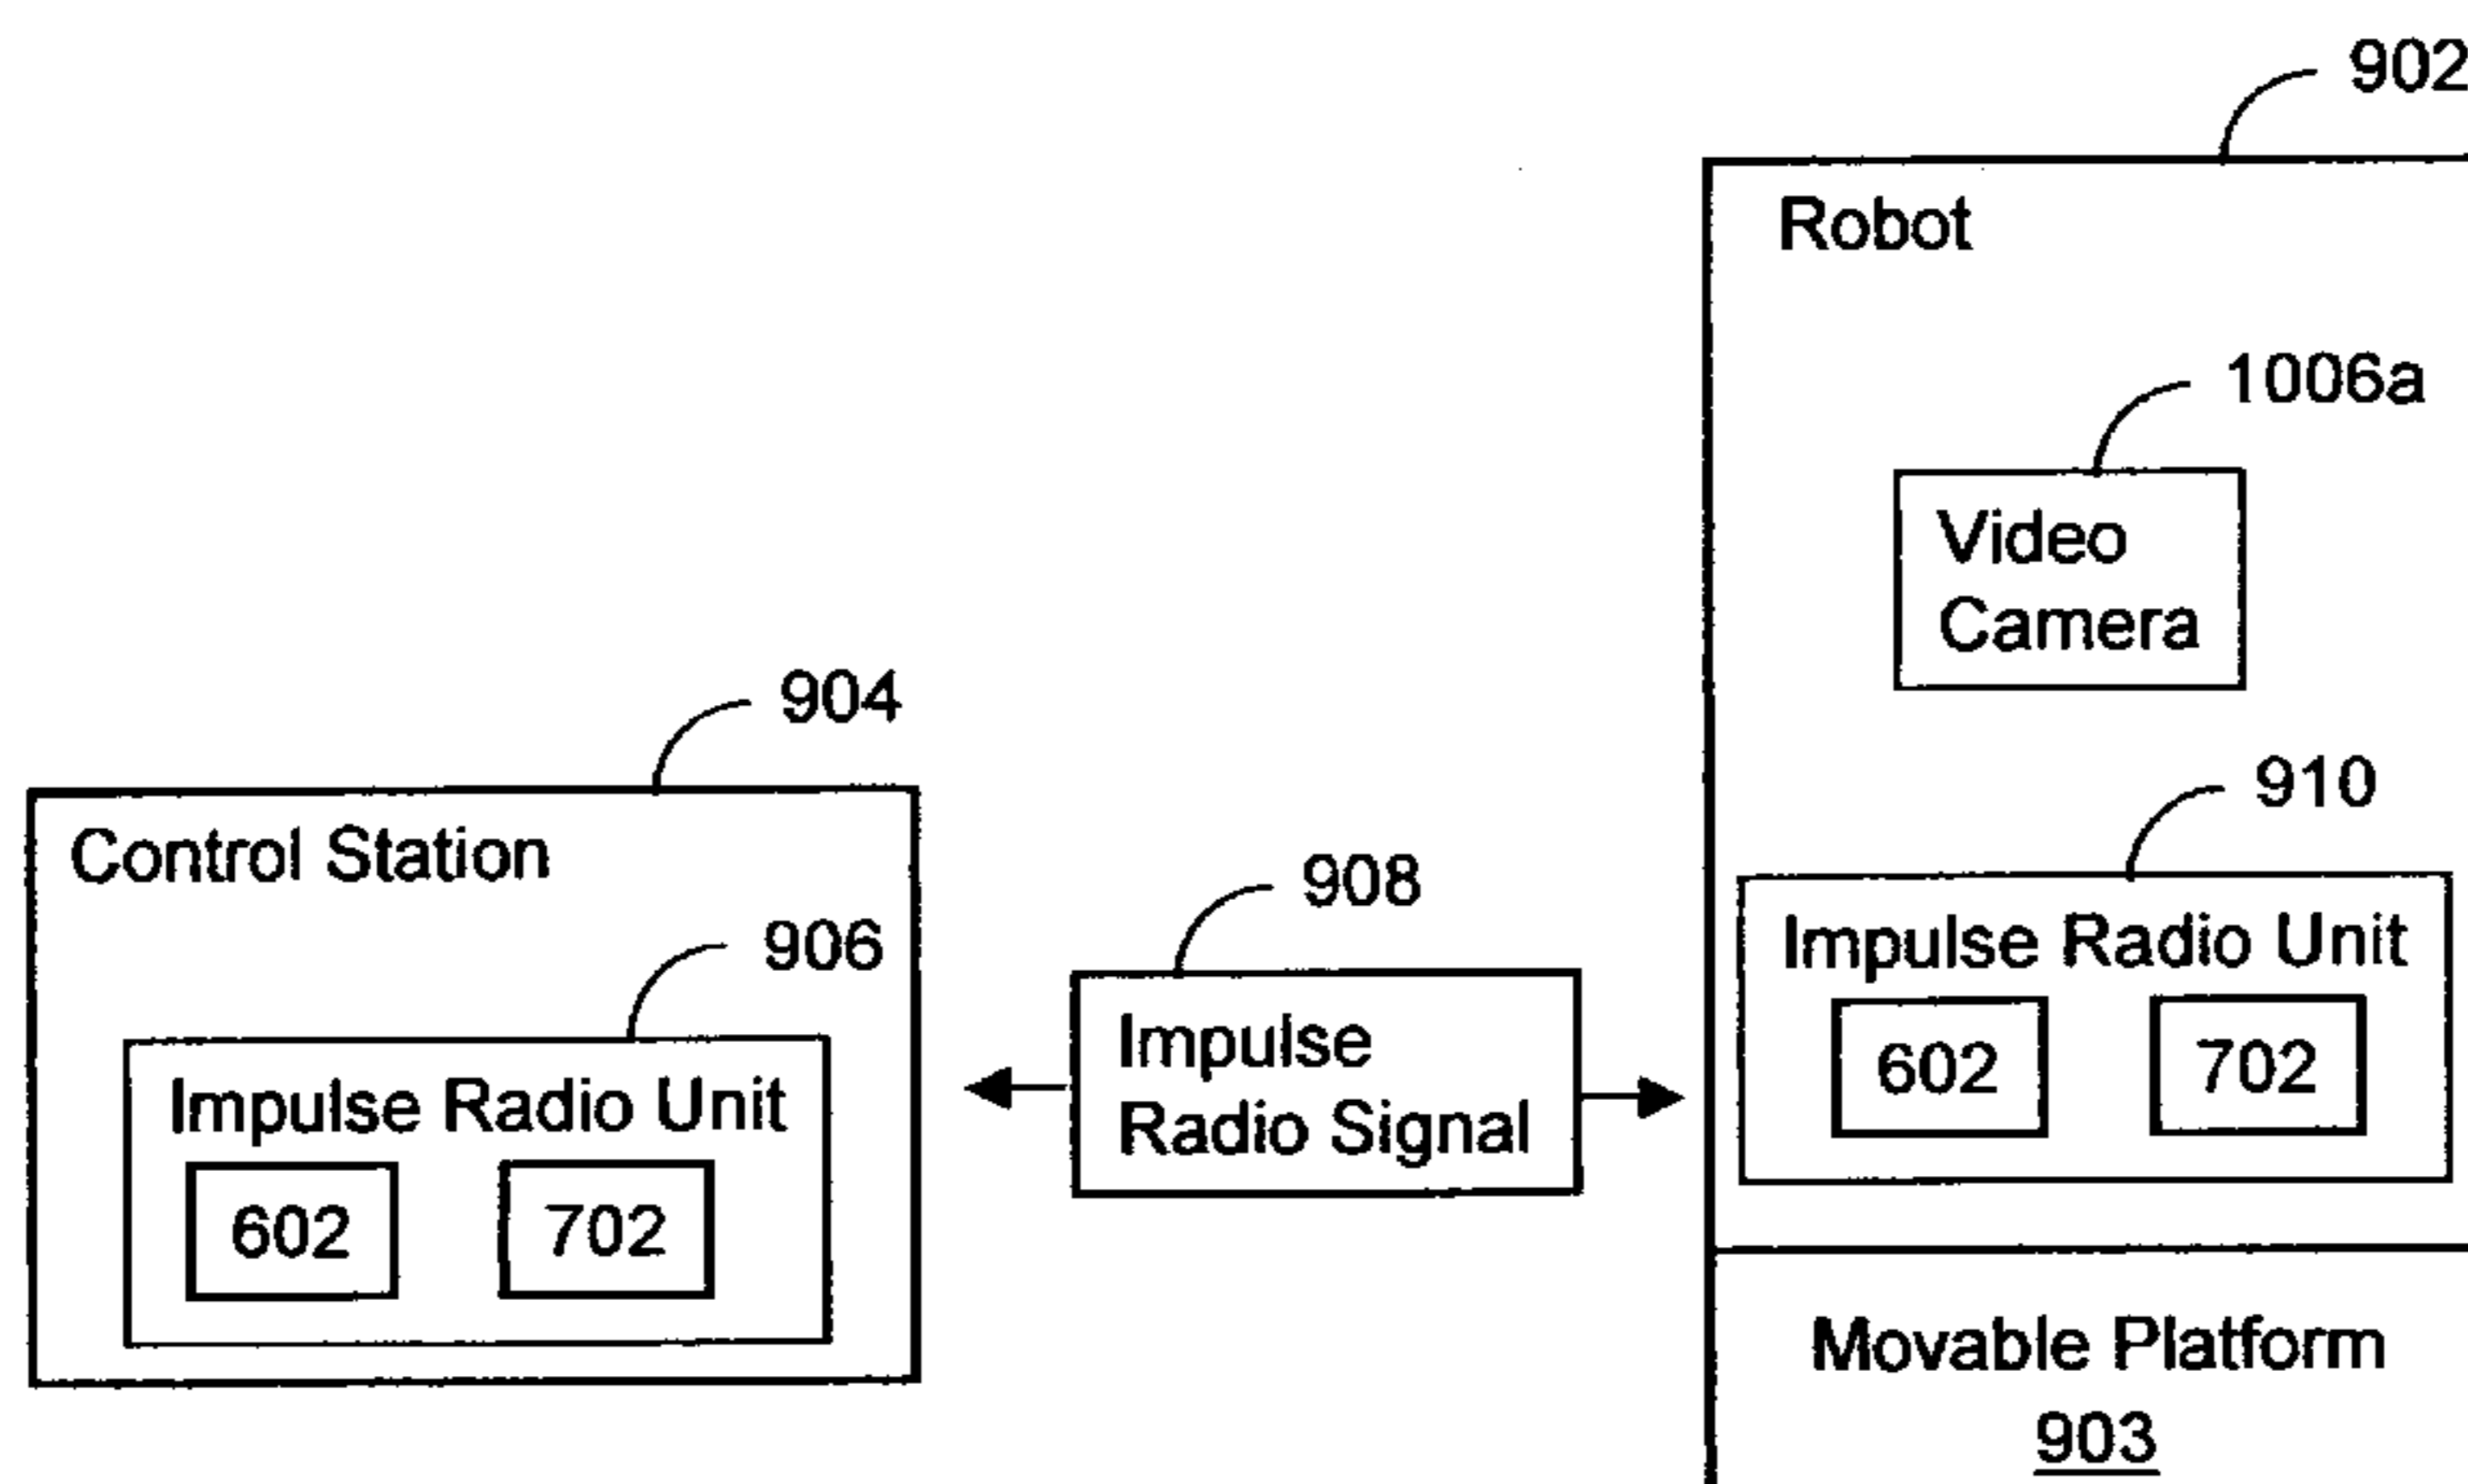 902
Robot
1006a
Video
Camera
904
910
Control Station
908
906
Impulse Radio Unit
602 702
Impulse
Radio Signal
Impulse Radio Unit
602 702
Movable Platform
903